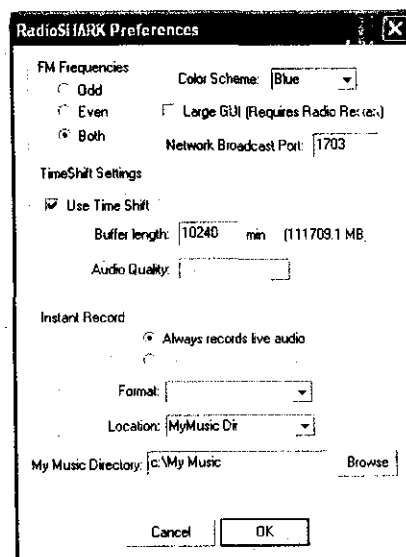 RadioSHARK Preferences
FM Frequencies
Color Scheme: Blue
Odd
Even
Large GUI (Requires Radio
Both
Network Broadcast Port: 1703
TimeShift Settings
Use Time Shift
Buffer length: 10240 min (111709.1 MB
Audio Quality:
Instant Record
Always records live audio
Format:
Location: MyMusic Dir
My Music Directory: c:\My Music Browse
Cancel OK